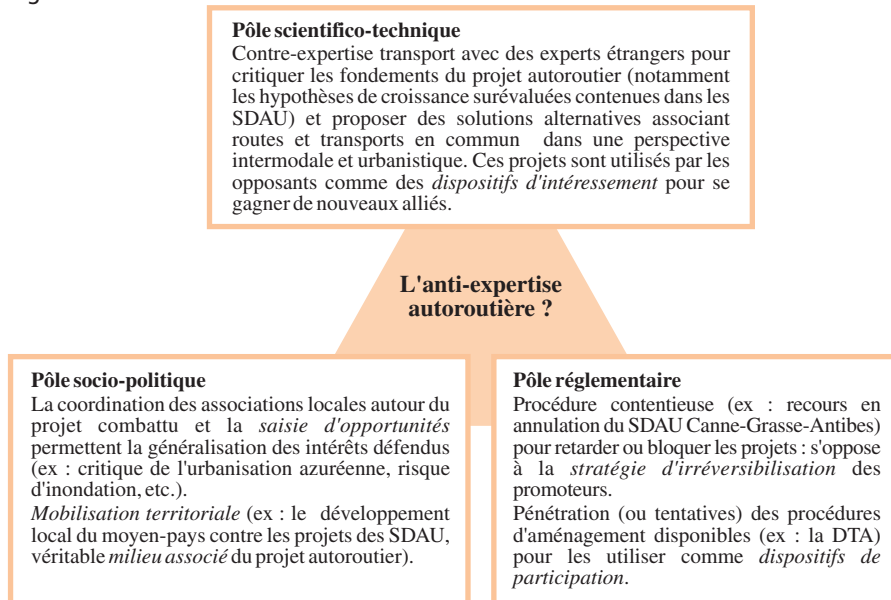 Pôle scientifico-technique
Contre-expertise transport avec des experts étrangers pour
critiquer les fondements du projet autoroutier (notamment
les hypothèses de croissance surévaluées contenues dans les
SDAU) et proposer des solutions alternatives associant
routes et transports en commun dans une perspective
intermodale et urbanistique. Ces projets sont utilisés par les
opposants comme des dispositifs d'intéressement pour se
gagner de nouveaux alliés.
L'anti-expertise
autoroutière ?
Pôle socio-politique
La coordination des associations locales autour du
projet combattu et la saisie d'opportunités
permettent la généralisation des intérêts défendus
(ex : critique de l'urbanisation azuréenne, risque
d'inondation, etc.).
Mobilisation territoriale (ex : le développement
local du moyen-pays contre les projets des SDAU,
véritable milieu associé du projet autoroutier).
Pôle réglementaire
Procédure contentieuse (ex : recours en
annulation du SDAU Canne-Grasse-Antibes)
pour retarder ou bloquer les projets : s'oppose
à la stratégie d'irréversibilisation des
promoteurs.
Pénétration (ou tentatives) des procédures
d'aménagement disponibles (ex : la DTA)
pour les utiliser comme dispositifs de
participation.